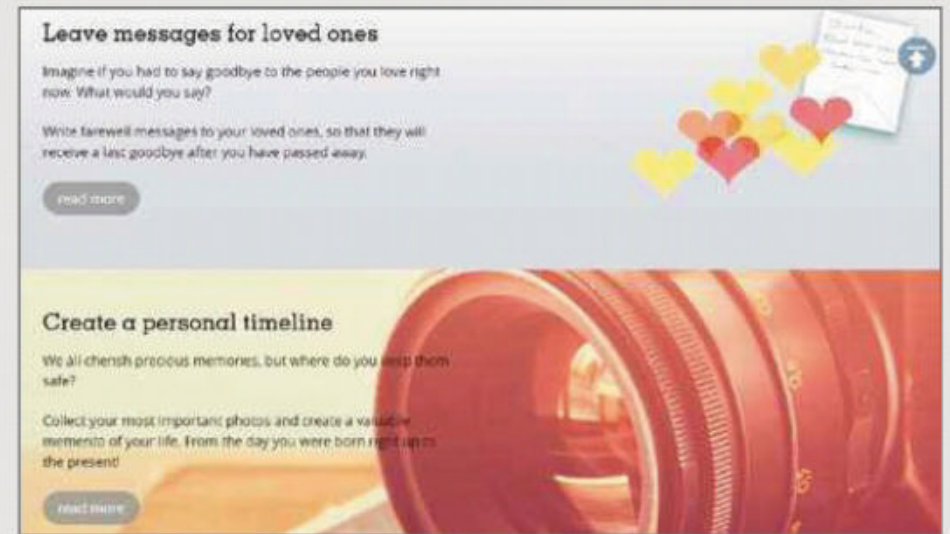 Leave messages for loved ones
Imagine if you had to say goodbye to the people you love right
now. What would you say?
Write farewell messages to your loved ones, so that they will
receive a last goodbye after you have passed away.
read more
Create a personal timeline
We all cherish precious memories, but where do you keep them
safe?
Collect your most important photos and create a valuable
memento of your life. From the day you were born right up to
the present!
read more